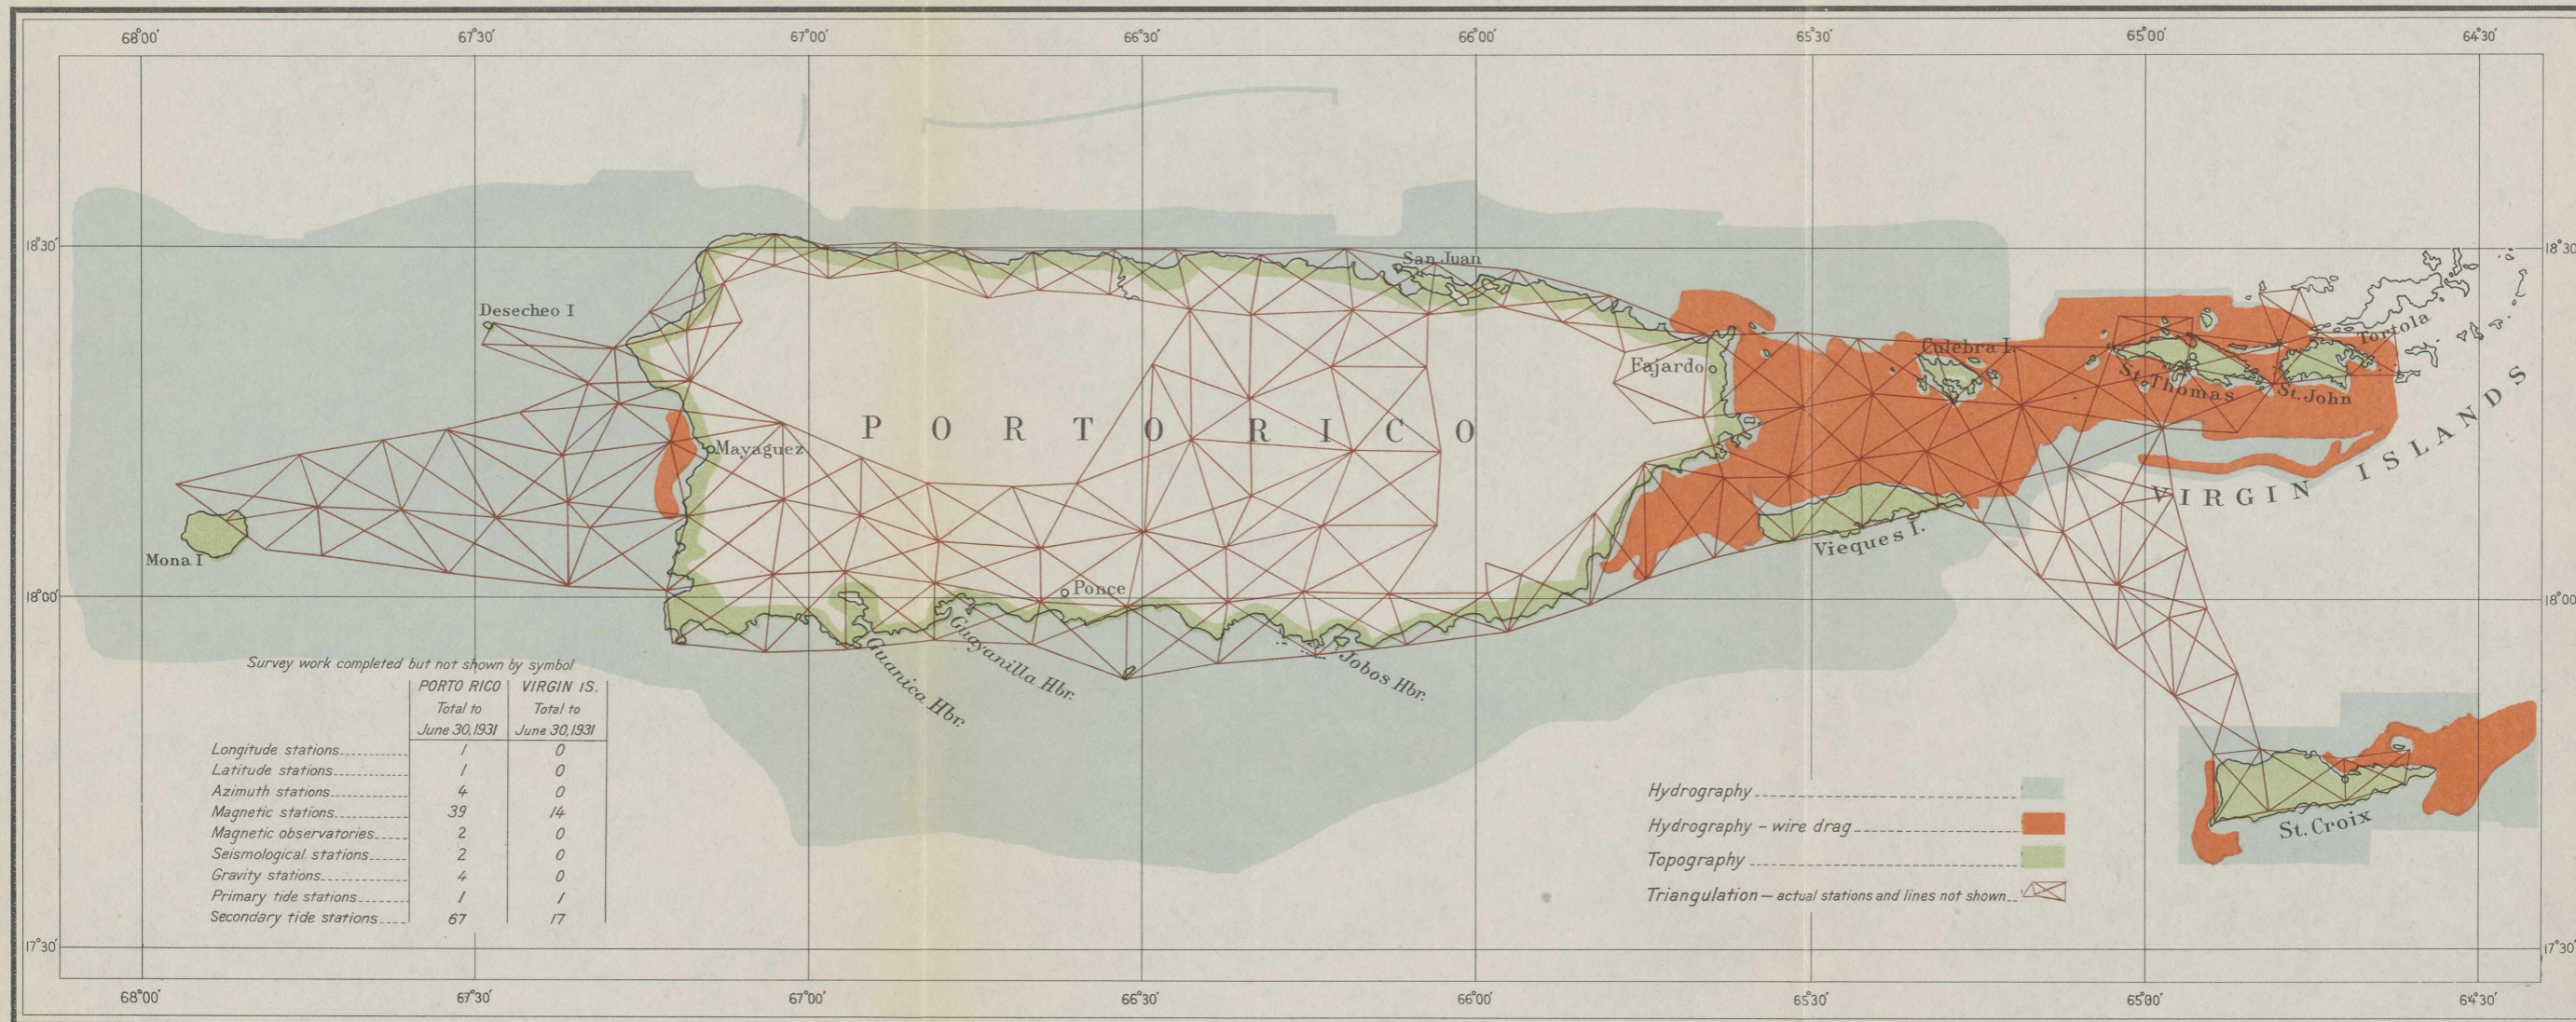 68°00' 67°30' 67°00' 66°30' 66°00' 65°30' 65°00' 64°30'
18°30' 18°30'
San Juan
Desecheo I
Tortola
Culebra I.
Fajardo
St. Thomas
St. John
PORTO RICO
Mayaguez
VIRGIN ISLANDS
Vieques I.
Mona I
Ponce
18°00' 18°00'
Guanica Hbr.
Guayanilla Hbr.
Jobos Hbr.
St. Croix
Survey work completed but not shown by symbol
PORTO RICO VIRGIN IS.
Total to Total to
June 30, 1931 June 30, 1931
Longitude stations 1 0
Latitude stations 1 0
Azimuth stations 4 0
Magnetic stations 39 14
Magnetic observatories 2 0
Seismological stations 2 0
Gravity stations 4 0
Primary tide stations 1 1
Secondary tide stations 67 17
Hydrography
Hydrography - wire drag
Topography
Triangulation — actual stations and lines not shown
17°30' 17°30'
68°00' 67°30' 67°00' 66°30' 66°00' 65°30' 65°00' 64°30'